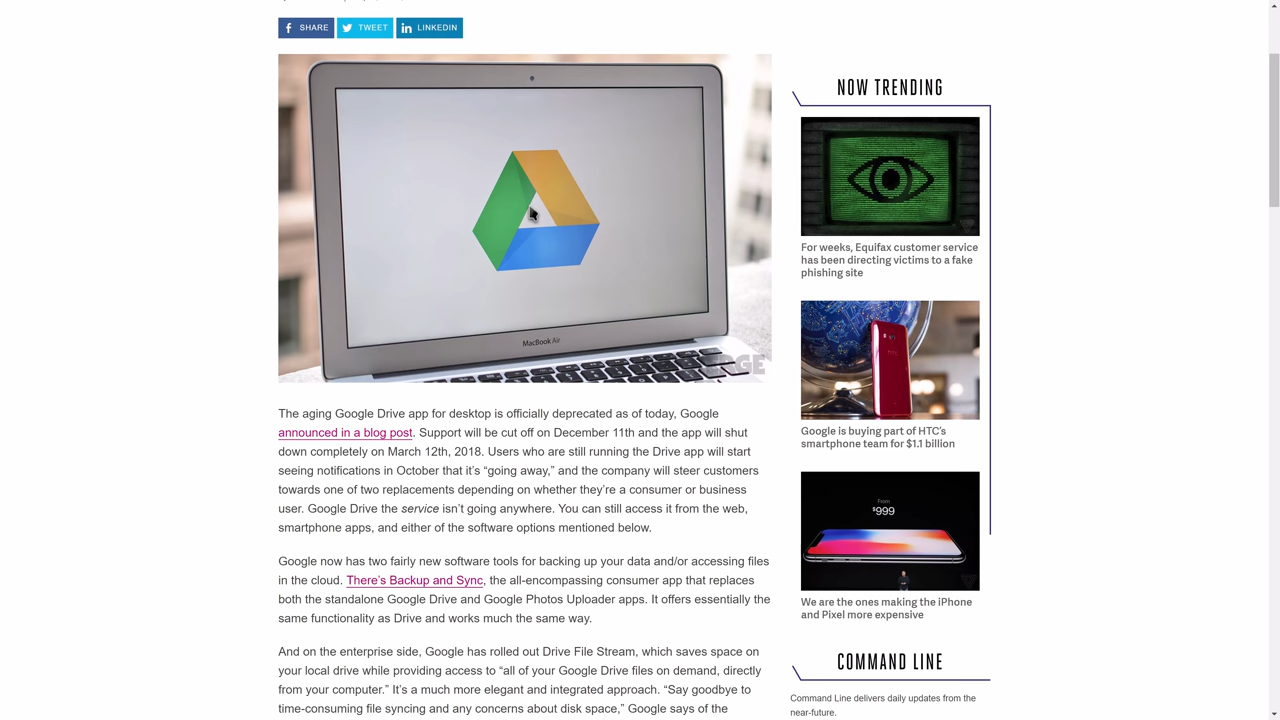 SHARE
TWEET
LINKEDIN
MacBook Air
The aging Google Drive app for desktop is officially deprecated as of today, Google
announced in a blog post. Support will be cut off on December 11th and the app will shut
down completely on March 12th, 2018. Users who are still running the Drive app will start
seeing notifications in October that it’s “going away,” and the company will steer customers
towards one of two replacements depending on whether they’re a consumer or business
user. Google Drive the service isn’t going anywhere. You can still access it from the web,
smartphone apps, and either of the software options mentioned below.
Google now has two fairly new software tools for backing up your data and/or accessing files
in the cloud. There’s Backup and Sync, the all-encompassing consumer app that replaces
both the standalone Google Drive and Google Photos Uploader apps. It offers essentially the
same functionality as Drive and works much the same way.
And on the enterprise side, Google has rolled out Drive File Stream, which saves space on
your local drive while providing access to “all of your Google Drive files on demand, directly
from your computer.” It’s a much more elegant and integrated approach. “Say goodbye to
time-consuming file syncing and any concerns about disk space,” Google says of the
NOW TRENDING
For weeks, Equifax customer service
has been directing victims to a fake
phishing site
Google is buying part of HTC’s
smartphone team for $1.1 billion
From
$999
We are the ones making the iPhone
and Pixel more expensive
COMMAND LINE
Command Line delivers daily updates from the
near-future.